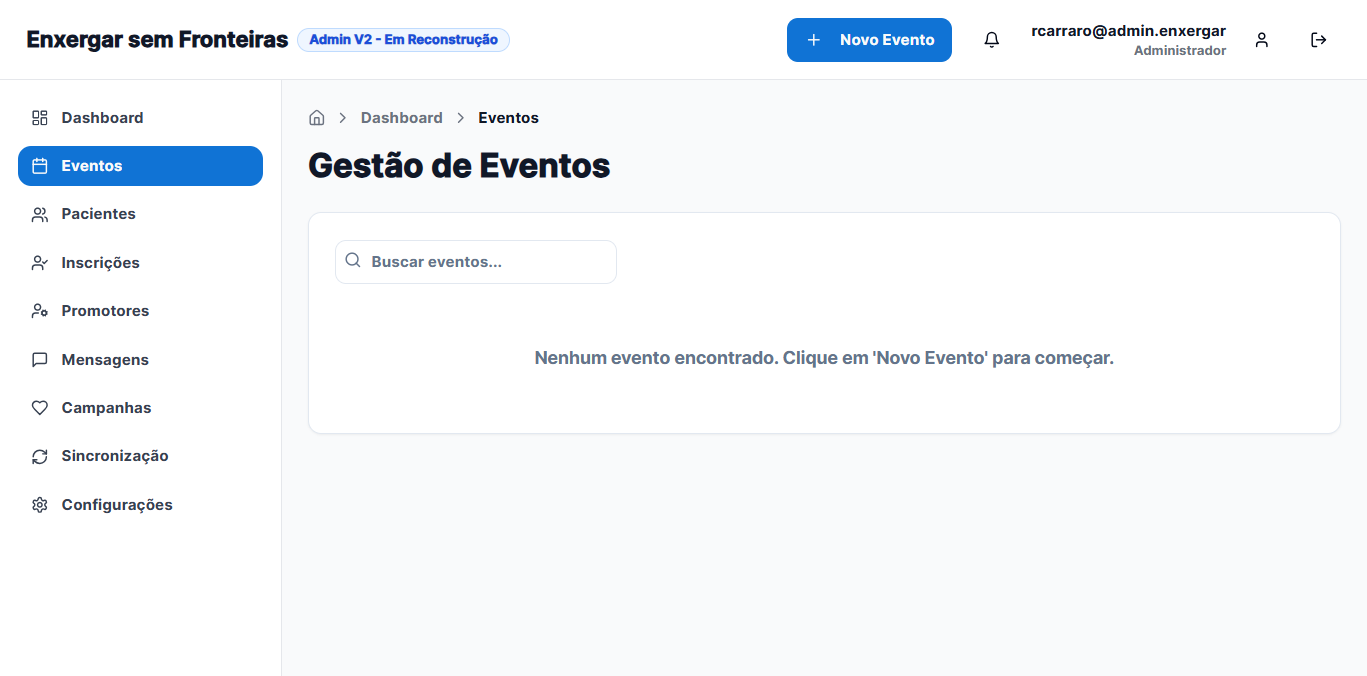 Enxergar sem Fronteiras
Admin V2 - Em Reconstrução
Novo Evento
rcarraro@admin.enxergar
Administrador
Dashboard
Eventos
Pacientes
Inscrições
Promotores
Mensagens
Campanhas
Sincronização
Configurações
Dashboard
Eventos
Gestão de Eventos
Buscar eventos...
Nenhum evento encontrado. Clique em 'Novo Evento' para começar.